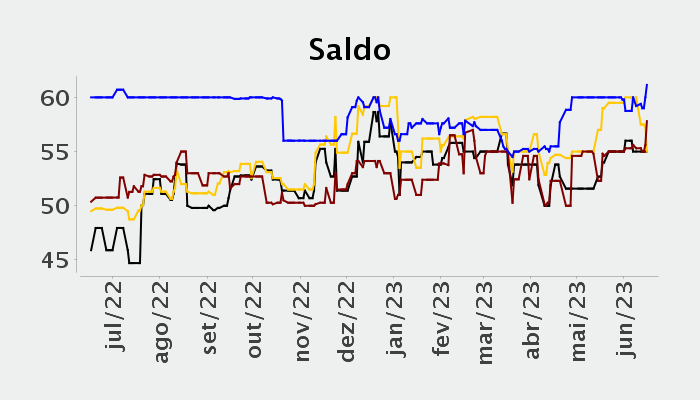 Saldo
60
55
50
45
jul/22
ago/22
set/22
out/22
nov/22
dez/22
jan/23
fev/23
mar/23
abr/23
mai/23
jun/23